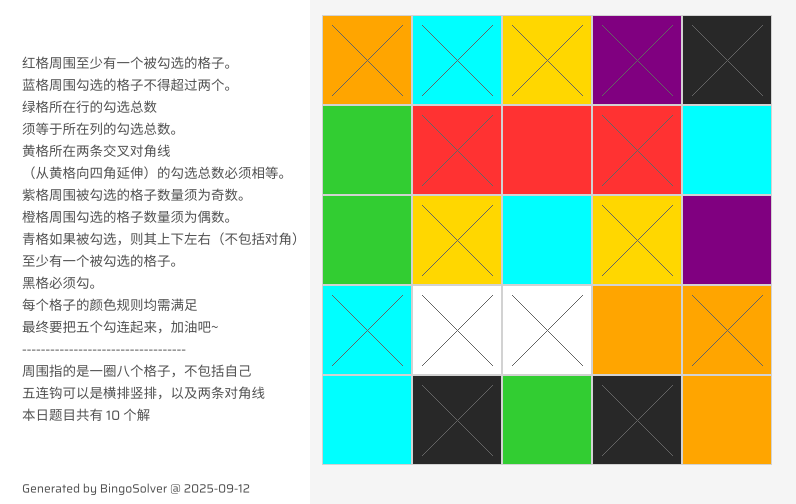 红格周围至少有一个被勾选的格子。
蓝格周围勾选的格子不得超过两个。
绿格所在行的勾选总数
须等于所在列的勾选总数。
黄格所在两条交叉对角线
（从黄格向四角延伸）的勾选总数必须相等。
紫格周围被勾选的格子数量须为奇数。
橙格周围勾选的格子数量须为偶数。
青格如果被勾选，则其上下左右（不包括对角）
至少有一个被勾选的格子。
黑格必须勾。
每个格子的颜色规则均需满足
最终要把五个勾连起来，加油吧~
-----------------------------------
周围指的是一圈八个格子，不包括自己
五连钩可以是横排竖排，以及两条对角线
本日题目共有 10 个解
Generated by BingoSolver @ 2025-09-12